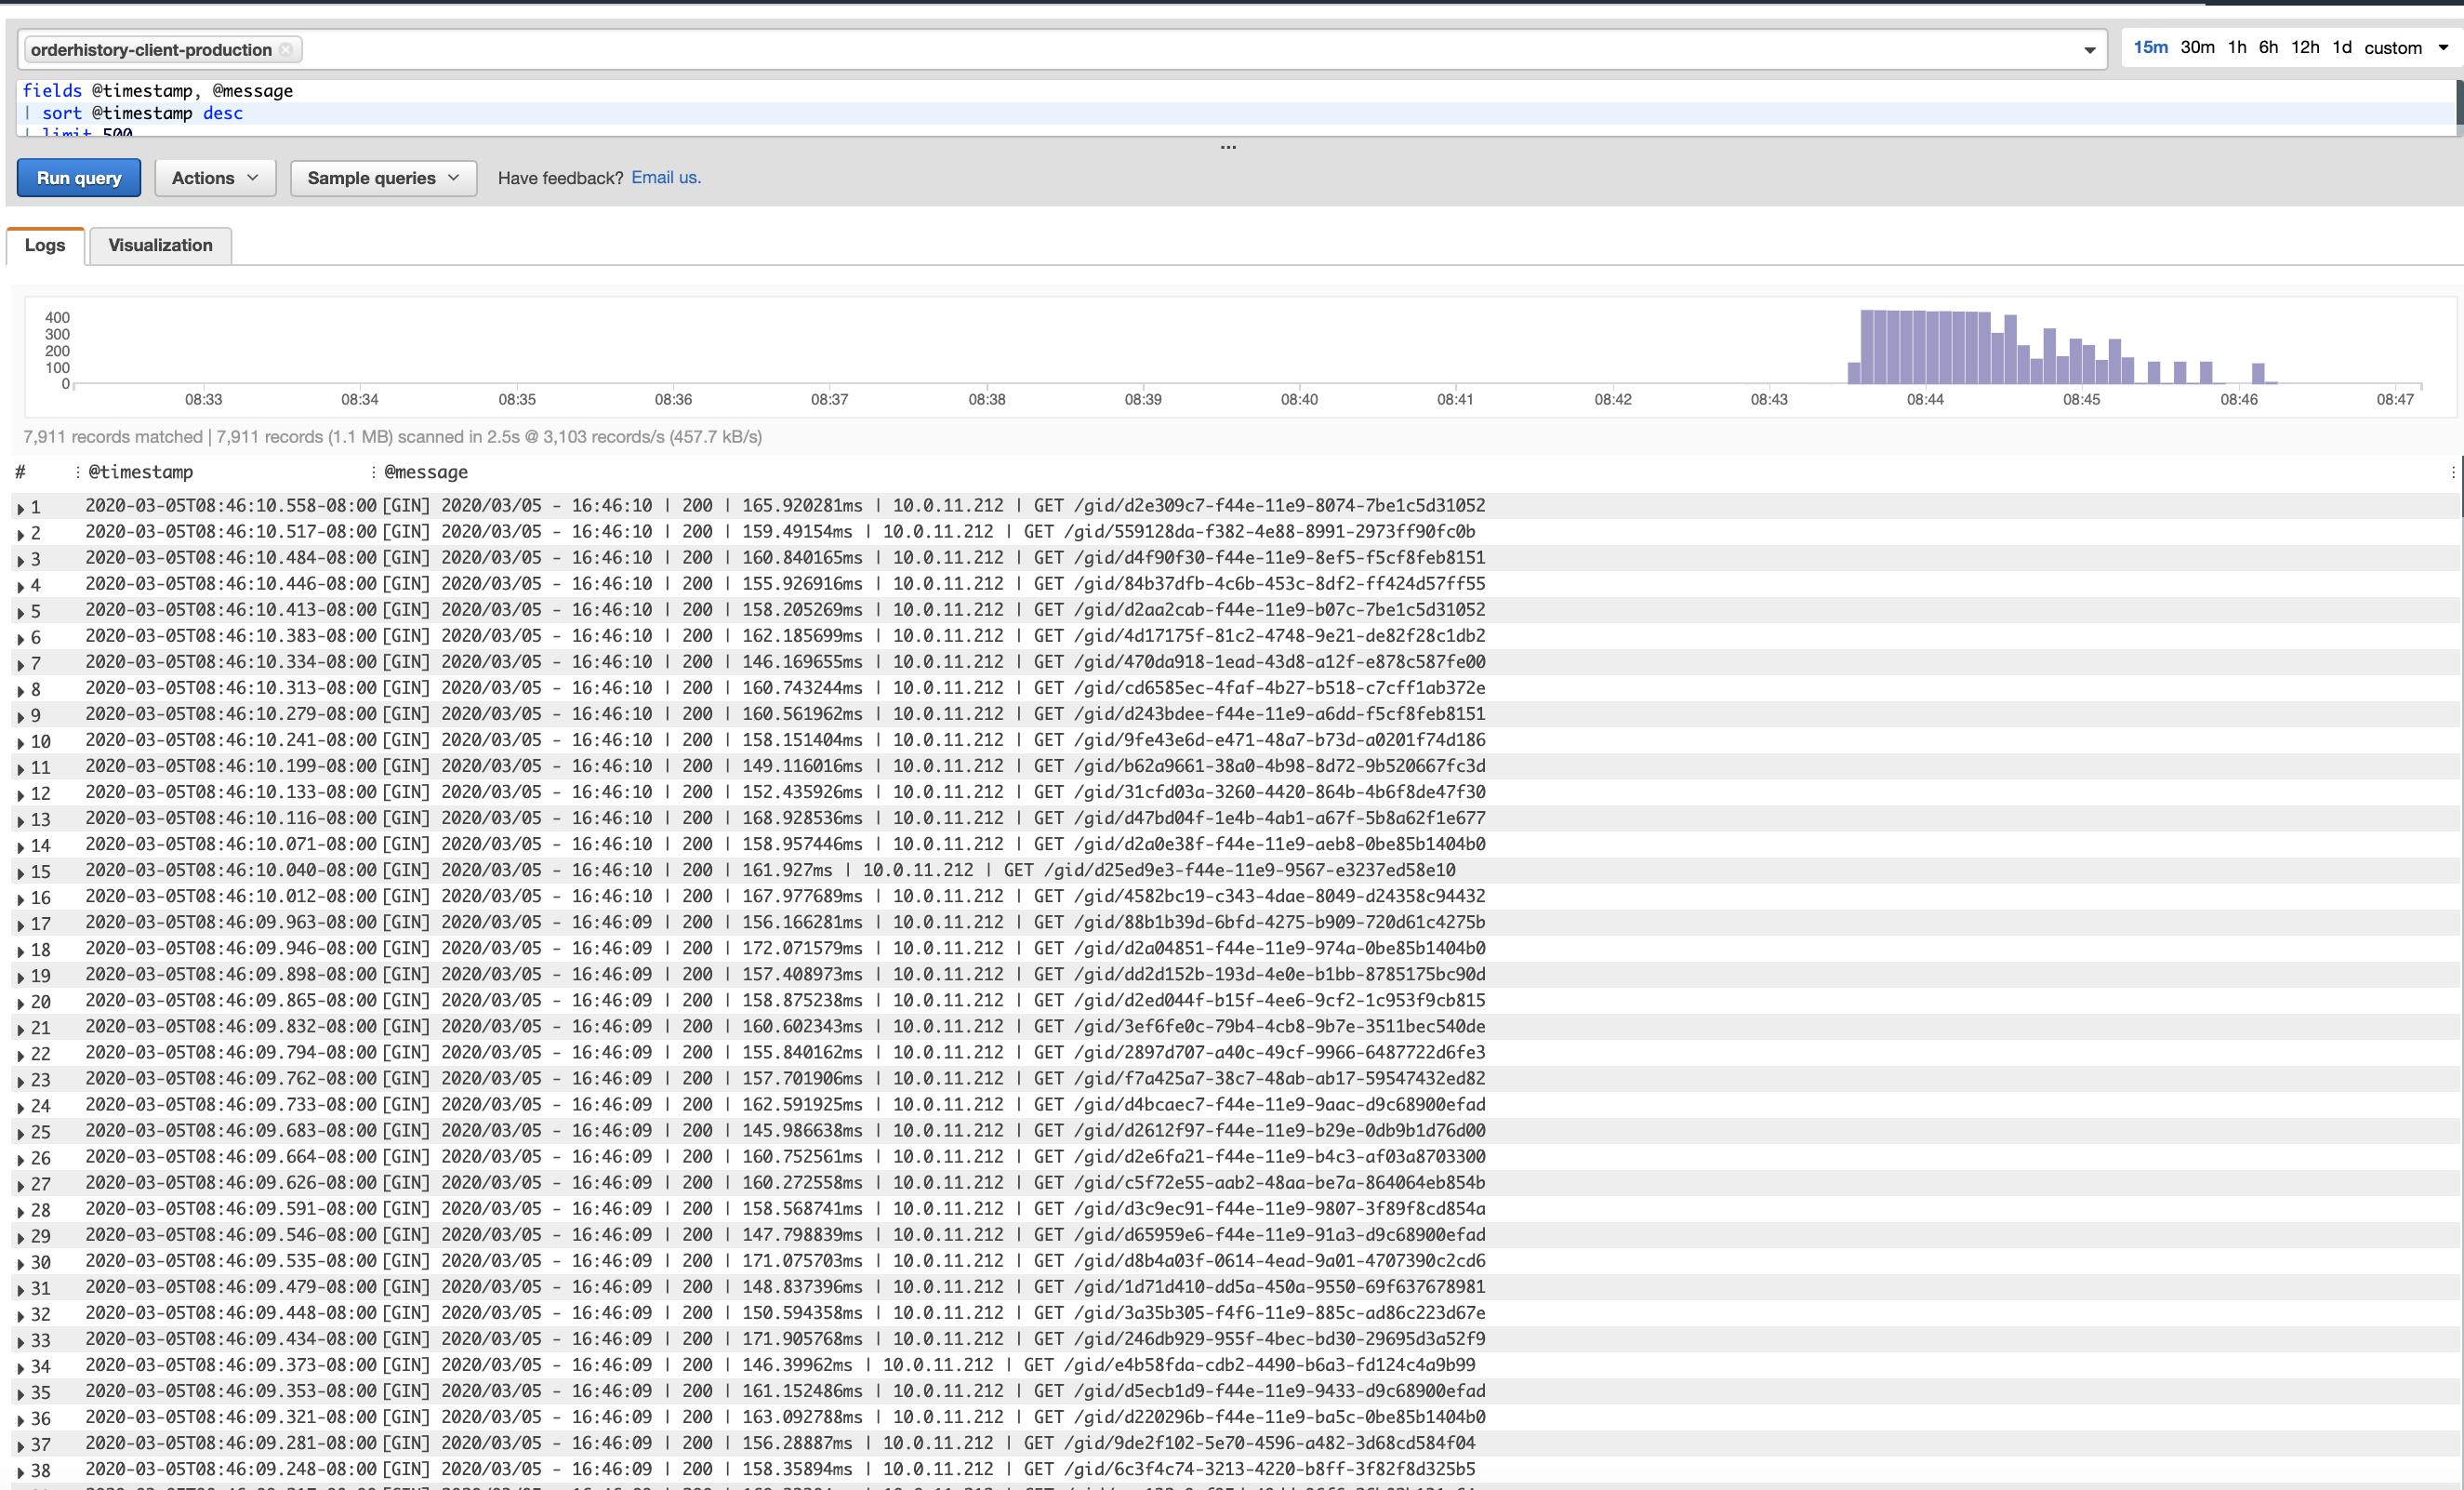 orderhistory-client-production
15m 30m 1h 6h 12h 1d custom
fields @timestamp, @message
| sort @timestamp desc
| limit 500
Run query Actions Sample queries Have feedback? Email us.
Logs Visualization
400
300
200
100
0
08:33 08:34 08:35 08:36 08:37 08:38 08:39 08:40 08:41 08:42 08:43 08:44 08:45 08:46 08:47
7,911 records matched | 7,911 records (1.1 MB) scanned in 2.5s @ 3,103 records/s (457.7 kB/s)
# @timestamp @message
1 2020-03-05T08:46:10.558-08:00 [GIN] 2020/03/05 - 16:46:10 | 200 | 165.920281ms | 10.0.11.212 | GET /gid/d2e309c7-f44e-11e9-8074-7be1c5d31052
2 2020-03-05T08:46:10.517-08:00 [GIN] 2020/03/05 - 16:46:10 | 200 | 159.49154ms | 10.0.11.212 | GET /gid/559128da-f382-4e88-8991-2973ff90fc0b
3 2020-03-05T08:46:10.484-08:00 [GIN] 2020/03/05 - 16:46:10 | 200 | 160.840165ms | 10.0.11.212 | GET /gid/d4f90f30-f44e-11e9-8ef5-f5cf8feb8151
4 2020-03-05T08:46:10.446-08:00 [GIN] 2020/03/05 - 16:46:10 | 200 | 155.926916ms | 10.0.11.212 | GET /gid/84b37dfb-4c6b-453c-8df2-ff424d57ff55
5 2020-03-05T08:46:10.413-08:00 [GIN] 2020/03/05 - 16:46:10 | 200 | 158.205269ms | 10.0.11.212 | GET /gid/d2aa2cab-f44e-11e9-b07c-7be1c5d31052
6 2020-03-05T08:46:10.383-08:00 [GIN] 2020/03/05 - 16:46:10 | 200 | 162.185699ms | 10.0.11.212 | GET /gid/4d17175f-81c2-4748-9e21-de82f28c1db2
7 2020-03-05T08:46:10.334-08:00 [GIN] 2020/03/05 - 16:46:10 | 200 | 146.169655ms | 10.0.11.212 | GET /gid/470da918-1ead-43d8-a12f-e878c587fe00
8 2020-03-05T08:46:10.313-08:00 [GIN] 2020/03/05 - 16:46:10 | 200 | 160.743244ms | 10.0.11.212 | GET /gid/cd6585ec-4faf-4b27-b518-c7cff1ab372e
9 2020-03-05T08:46:10.279-08:00 [GIN] 2020/03/05 - 16:46:10 | 200 | 160.561962ms | 10.0.11.212 | GET /gid/d243bdee-f44e-11e9-a6dd-f5cf8feb8151
10 2020-03-05T08:46:10.241-08:00 [GIN] 2020/03/05 - 16:46:10 | 200 | 158.151404ms | 10.0.11.212 | GET /gid/9fe43e6d-e471-48a7-b73d-a0201f74d186
11 2020-03-05T08:46:10.199-08:00 [GIN] 2020/03/05 - 16:46:10 | 200 | 149.116016ms | 10.0.11.212 | GET /gid/b62a9661-38a0-4b98-8d72-9b520667fc3d
12 2020-03-05T08:46:10.133-08:00 [GIN] 2020/03/05 - 16:46:10 | 200 | 152.435926ms | 10.0.11.212 | GET /gid/31cfd03a-3260-4420-864b-4b6f8de47f30
13 2020-03-05T08:46:10.116-08:00 [GIN] 2020/03/05 - 16:46:10 | 200 | 168.928536ms | 10.0.11.212 | GET /gid/d47bd04f-1e4b-4ab1-a67f-5b8a62f1e677
14 2020-03-05T08:46:10.071-08:00 [GIN] 2020/03/05 - 16:46:10 | 200 | 158.957446ms | 10.0.11.212 | GET /gid/d2a0e38f-f44e-11e9-aeb8-0be85b1404b0
15 2020-03-05T08:46:10.040-08:00 [GIN] 2020/03/05 - 16:46:10 | 200 | 161.927ms | 10.0.11.212 | GET /gid/d25ed9e3-f44e-11e9-9567-e3237ed58e10
16 2020-03-05T08:46:10.012-08:00 [GIN] 2020/03/05 - 16:46:10 | 200 | 167.977689ms | 10.0.11.212 | GET /gid/4582bc19-c343-4dae-8049-d24358c94432
17 2020-03-05T08:46:09.963-08:00 [GIN] 2020/03/05 - 16:46:09 | 200 | 156.166281ms | 10.0.11.212 | GET /gid/88b1b39d-6bfd-4275-b909-720d61c4275b
18 2020-03-05T08:46:09.946-08:00 [GIN] 2020/03/05 - 16:46:09 | 200 | 172.071579ms | 10.0.11.212 | GET /gid/d2a04851-f44e-11e9-974a-0be85b1404b0
19 2020-03-05T08:46:09.898-08:00 [GIN] 2020/03/05 - 16:46:09 | 200 | 157.408973ms | 10.0.11.212 | GET /gid/dd2d152b-193d-4e0e-b1bb-8785175bc90d
20 2020-03-05T08:46:09.865-08:00 [GIN] 2020/03/05 - 16:46:09 | 200 | 158.875238ms | 10.0.11.212 | GET /gid/d2ed044f-b15f-4ee6-9cf2-1c953f9cb815
21 2020-03-05T08:46:09.832-08:00 [GIN] 2020/03/05 - 16:46:09 | 200 | 160.602343ms | 10.0.11.212 | GET /gid/3ef6fe0c-79b4-4cb8-9b7e-3511bec540de
22 2020-03-05T08:46:09.794-08:00 [GIN] 2020/03/05 - 16:46:09 | 200 | 155.840162ms | 10.0.11.212 | GET /gid/2897d707-a40c-49cf-9966-6487722d6fe3
23 2020-03-05T08:46:09.762-08:00 [GIN] 2020/03/05 - 16:46:09 | 200 | 157.701906ms | 10.0.11.212 | GET /gid/f7a425a7-38c7-48ab-ab17-59547432ed82
24 2020-03-05T08:46:09.733-08:00 [GIN] 2020/03/05 - 16:46:09 | 200 | 162.591925ms | 10.0.11.212 | GET /gid/d4bcaec7-f44e-11e9-9aac-d9c68900efad
25 2020-03-05T08:46:09.683-08:00 [GIN] 2020/03/05 - 16:46:09 | 200 | 145.986638ms | 10.0.11.212 | GET /gid/d2612f97-f44e-11e9-b29e-0db9b1d76d00
26 2020-03-05T08:46:09.664-08:00 [GIN] 2020/03/05 - 16:46:09 | 200 | 160.752561ms | 10.0.11.212 | GET /gid/d2e6fa21-f44e-11e9-b4c3-af03a8703300
27 2020-03-05T08:46:09.626-08:00 [GIN] 2020/03/05 - 16:46:09 | 200 | 160.272558ms | 10.0.11.212 | GET /gid/c5f72e55-aab2-48aa-be7a-864064eb854b
28 2020-03-05T08:46:09.591-08:00 [GIN] 2020/03/05 - 16:46:09 | 200 | 158.568741ms | 10.0.11.212 | GET /gid/d3c9ec91-f44e-11e9-9807-3f89f8cd854a
29 2020-03-05T08:46:09.546-08:00 [GIN] 2020/03/05 - 16:46:09 | 200 | 147.798839ms | 10.0.11.212 | GET /gid/d65959e6-f44e-11e9-91a3-d9c68900efad
30 2020-03-05T08:46:09.535-08:00 [GIN] 2020/03/05 - 16:46:09 | 200 | 171.075703ms | 10.0.11.212 | GET /gid/d8b4a03f-0614-4ead-9a01-4707390c2cd6
31 2020-03-05T08:46:09.479-08:00 [GIN] 2020/03/05 - 16:46:09 | 200 | 148.837396ms | 10.0.11.212 | GET /gid/1d71d410-dd5a-450a-9550-69f637678981
32 2020-03-05T08:46:09.448-08:00 [GIN] 2020/03/05 - 16:46:09 | 200 | 150.594358ms | 10.0.11.212 | GET /gid/3a35b305-f4f6-11e9-885c-ad86c223d67e
33 2020-03-05T08:46:09.434-08:00 [GIN] 2020/03/05 - 16:46:09 | 200 | 171.905768ms | 10.0.11.212 | GET /gid/246db929-955f-4bec-bd30-29695d3a52f9
34 2020-03-05T08:46:09.373-08:00 [GIN] 2020/03/05 - 16:46:09 | 200 | 146.39962ms | 10.0.11.212 | GET /gid/e4b58fda-cdb2-4490-b6a3-fd124c4a9b99
35 2020-03-05T08:46:09.353-08:00 [GIN] 2020/03/05 - 16:46:09 | 200 | 161.152486ms | 10.0.11.212 | GET /gid/d5ecb1d9-f44e-11e9-9433-d9c68900efad
36 2020-03-05T08:46:09.321-08:00 [GIN] 2020/03/05 - 16:46:09 | 200 | 163.092788ms | 10.0.11.212 | GET /gid/d220296b-f44e-11e9-ba5c-0be85b1404b0
37 2020-03-05T08:46:09.281-08:00 [GIN] 2020/03/05 - 16:46:09 | 200 | 156.28887ms | 10.0.11.212 | GET /gid/9de2f102-5e70-4596-a482-3d68cd584f04
38 2020-03-05T08:46:09.248-08:00 [GIN] 2020/03/05 - 16:46:09 | 200 | 158.35894ms | 10.0.11.212 | GET /gid/6c3f4c74-3213-4220-b8ff-3f82f8d325b5